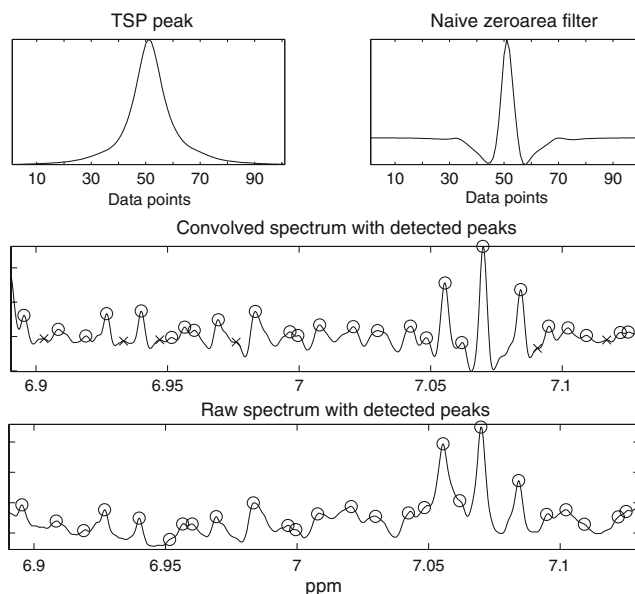 TSP peak
Naive zeroarea filter
10 30 50 70 90
10 30 50 70 90
Data points
Data points
Convolved spectrum with detected peaks
6.9 6.95 7 7.05 7.1
Raw spectrum with detected peaks
6.9 6.95 7 7.05 7.1
ppm